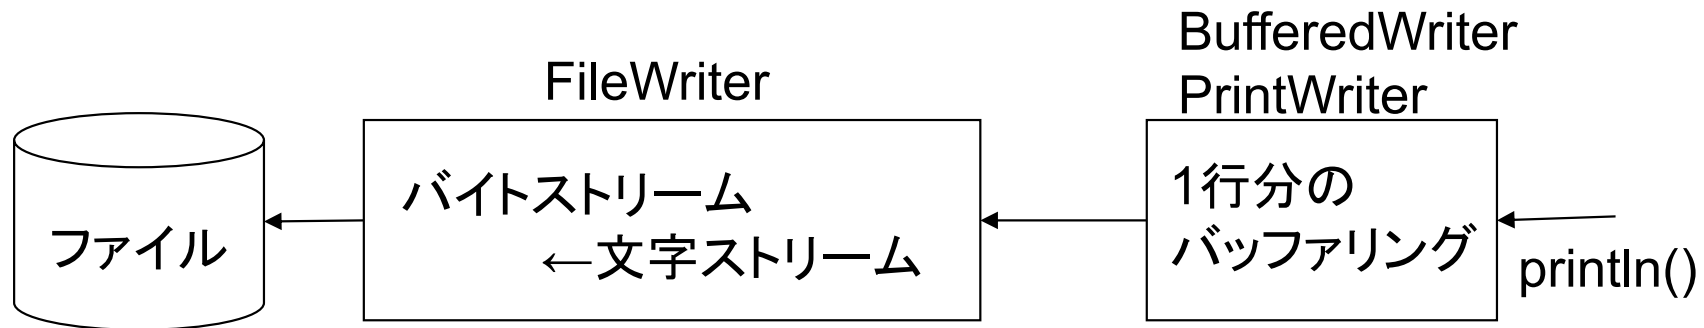 BufferedWriter
PrintWriter
FileWriter
ファイル
バイトストリーム
←文字ストリーム
1行分の
バッファリング
println()